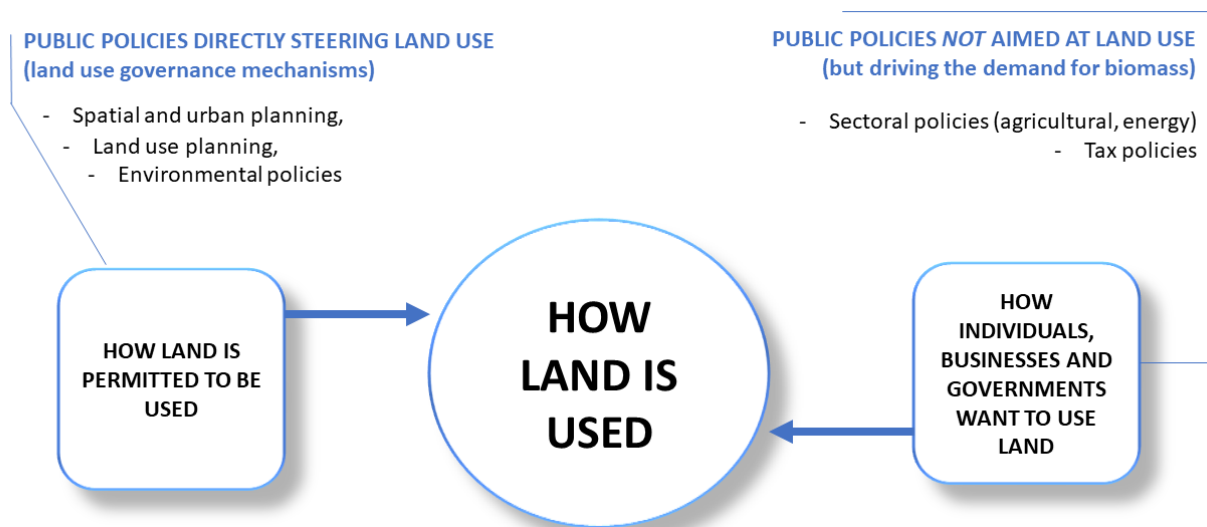 PUBLIC POLICIES DIRECTLY STEERING LAND USE
(land use governance mechanisms)
- Spatial and urban planning,
- Land use planning,
- Environmental policies
PUBLIC POLICIES NOT AIMED AT LAND USE
(but driving the demand for biomass)
- Sectoral policies (agricultural, energy)
- Tax policies
HOW LAND IS
PERMITTED TO BE
USED
HOW
LAND IS
USED
HOW
INDIVIDUALS,
BUSINESSES AND
GOVERNMENTS
WANT TO USE
LAND